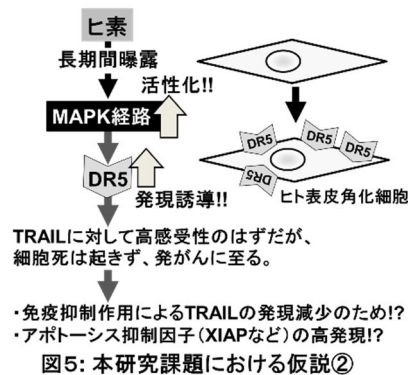 ヒ素
長期間曝露
活性化!!
MAPK経路
DR5
発現誘導!!
DR5
DR5
DR5
DR5
ヒト表皮角化細胞
TRAILに対して高感受性のはずだが、
細胞死は起きず、発がんに至る。
・免疫抑制作用によるTRAILの発現減少のため!?
・アポトーシス抑制因子(XIAPなど)の高発現!?
図5: 本研究課題における仮説②